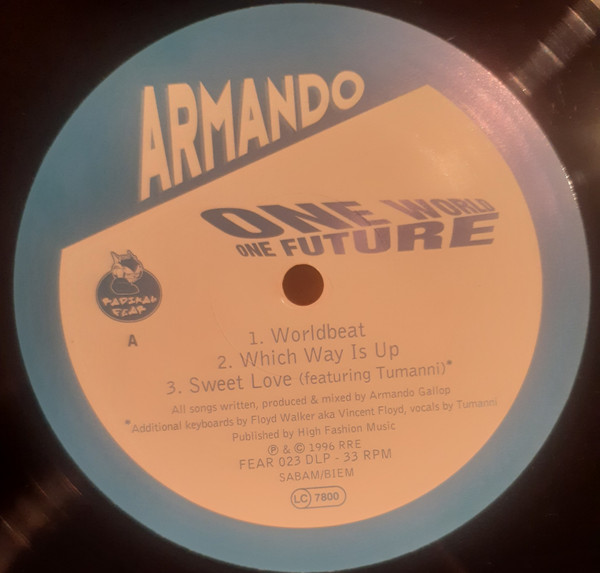 ARMANDO
ONE WORLD
ONE FUTURE
RADIKAL
FEAR
A
1. Worldbeat
2. Which Way Is Up
3. Sweet Love (featuring Tumanni)*
All songs written, produced & mixed by Armando Gallop
*Additional keyboards by Floyd Walker aka Vincent Floyd, vocals by Tumanni
Published by High Fashion Music
℗ & © 1996 RRE
FEAR 023 DLP - 33 RPM
SABAM/BIEM
LC 7800